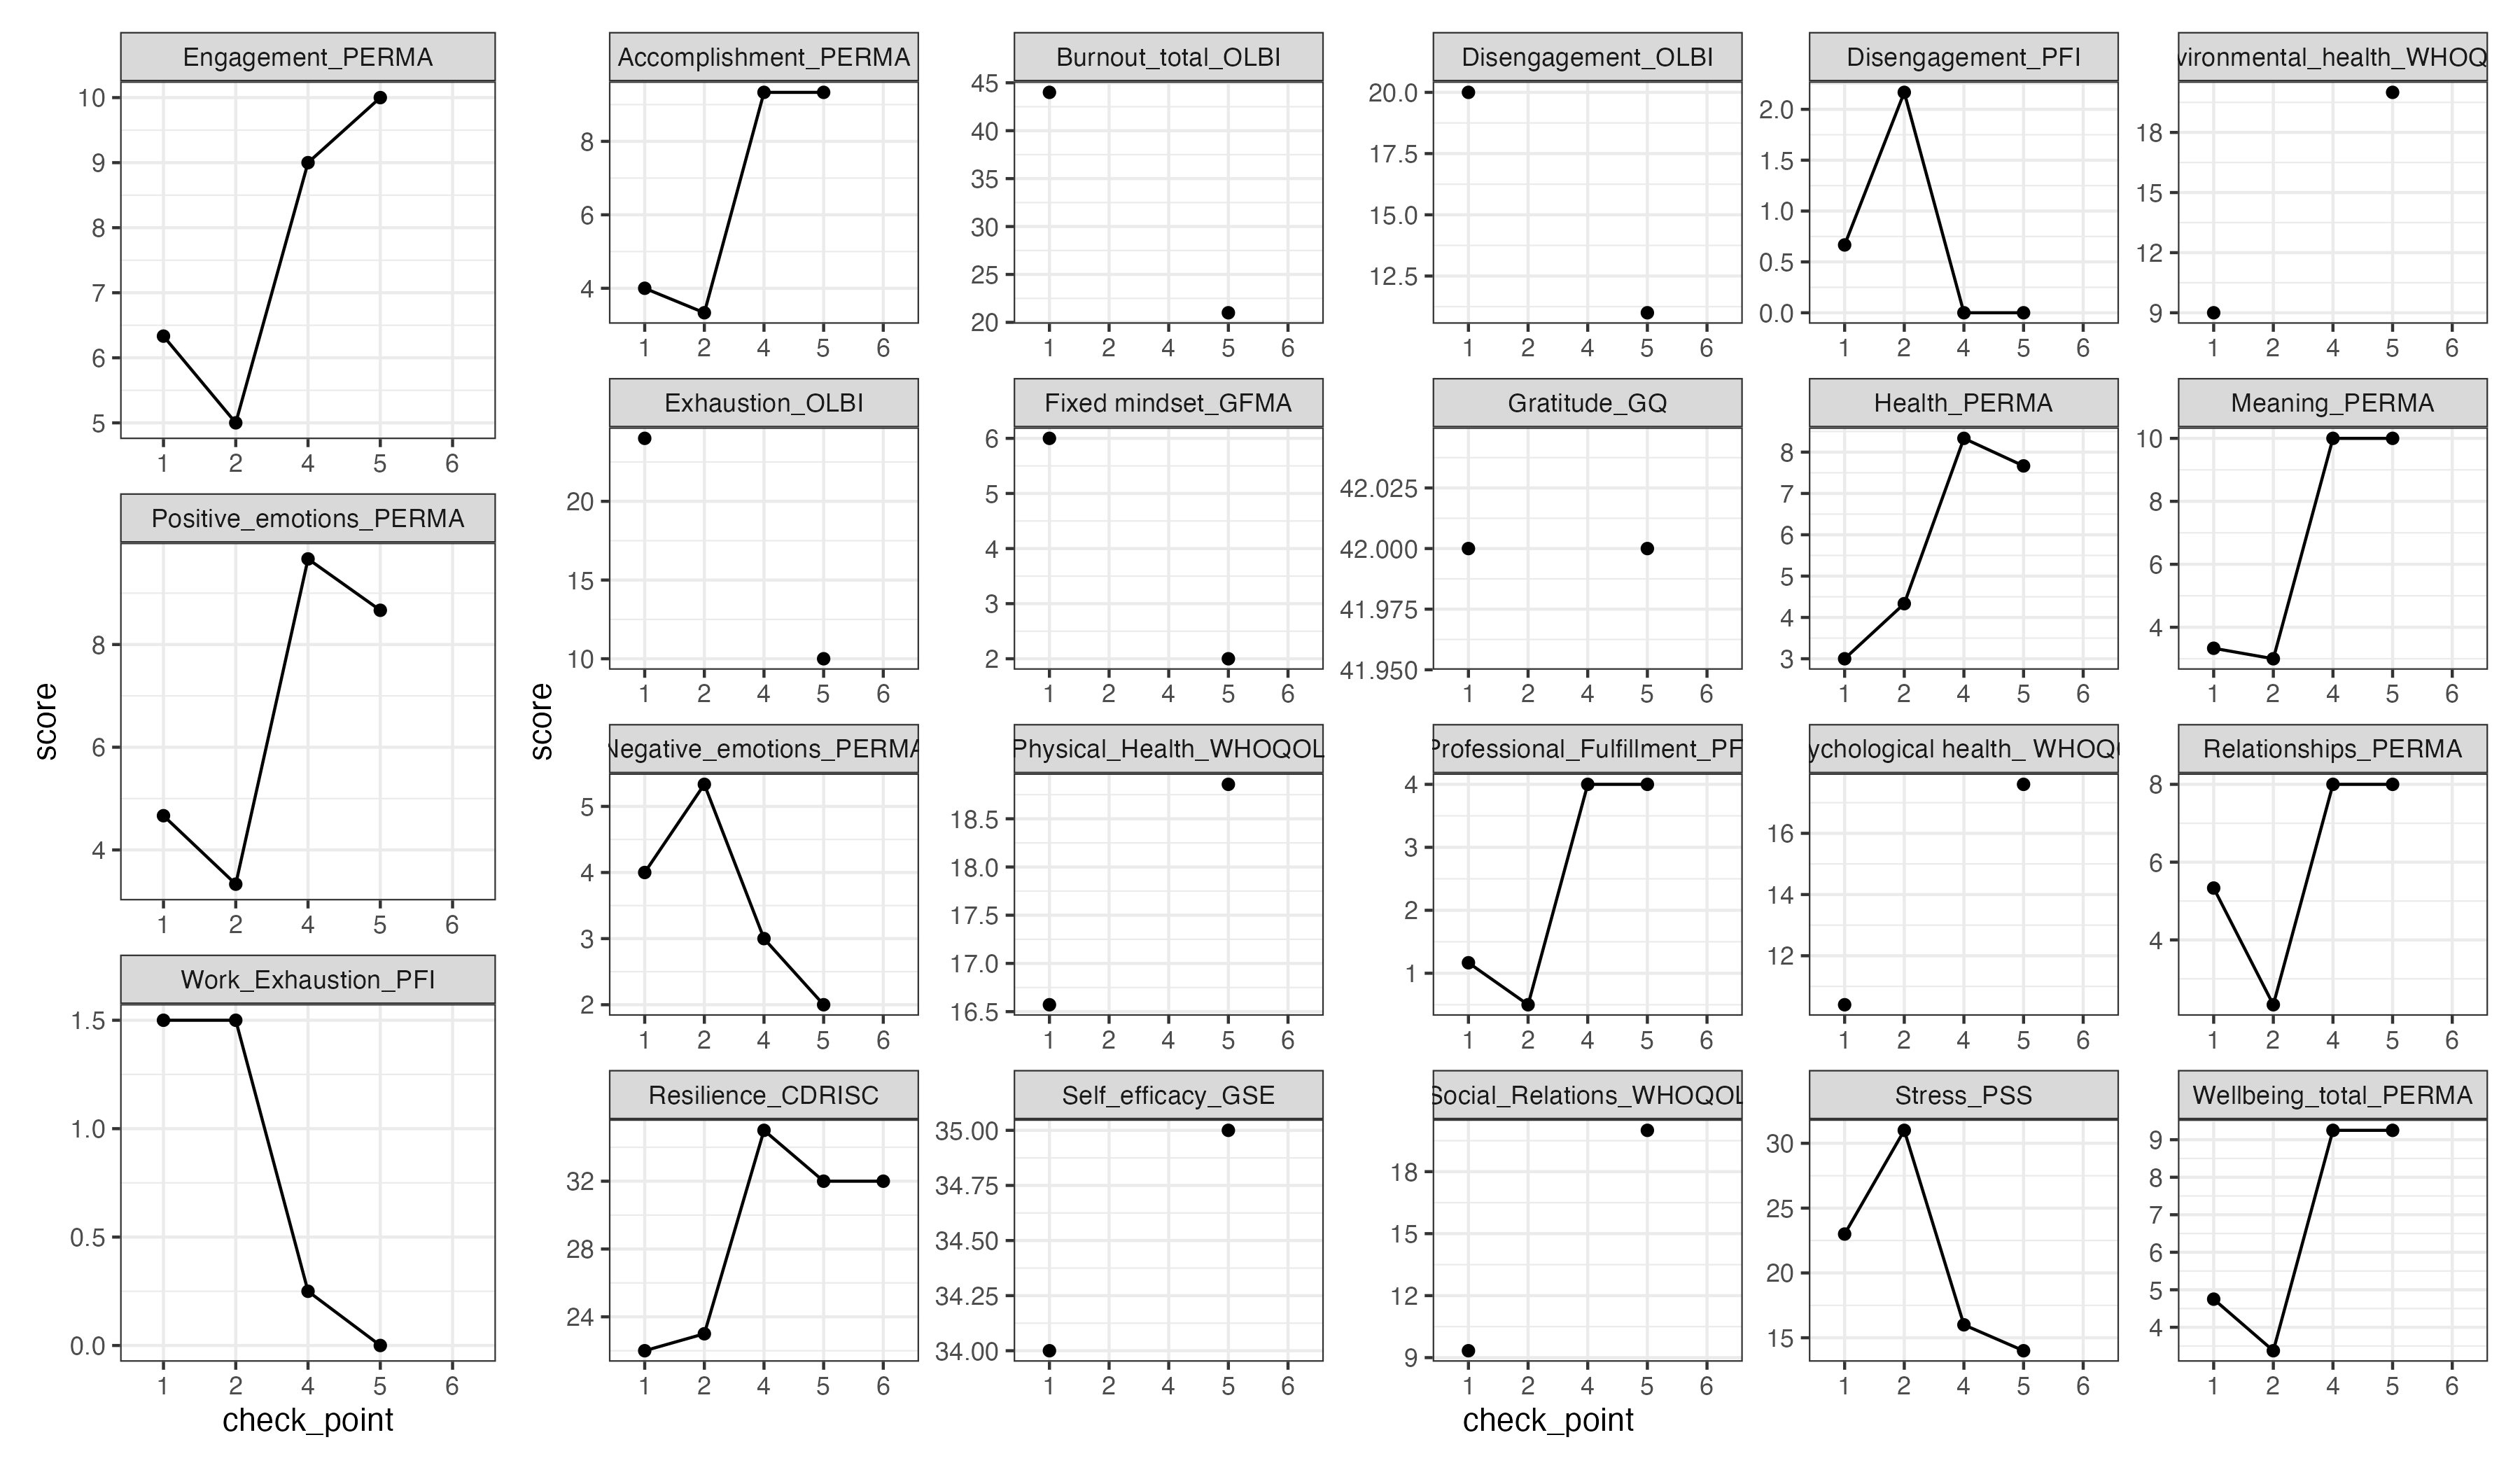 Engagement_PERMA
10
9
8
7
6
5
1 2 4 5 6
Positive_emotions_PERMA
8
6
4
1 2 4 5 6
Work_Exhaustion_PFI
1.5
1.0
0.5
0.0
1 2 4 5 6
score
check_point
Accomplishment_PERMA
8
6
4
1 2 4 5 6
Burnout_total_OLBI
45
40
35
30
25
20
1 2 4 5 6
Disengagement_OLBI
20.0
17.5
15.0
12.5
1 2 4 5 6
Disengagement_PFI
2.0
1.5
1.0
0.5
0.0
1 2 4 5 6
vironmental_health_WHOQ
18
15
12
9
1 2 4 5 6
Exhaustion_OLBI
20
15
10
1 2 4 5 6
Fixed mindset_GFMA
6
5
4
3
2
1 2 4 5 6
Gratitude_GQ
42.025
42.000
41.975
41.950
1 2 4 5 6
Health_PERMA
8
7
6
5
4
3
1 2 4 5 6
Meaning_PERMA
10
8
6
4
1 2 4 5 6
Negative_emotions_PERMA
5
4
3
2
1 2 4 5 6
Physical_Health_WHOQOL
18.5
18.0
17.5
17.0
16.5
1 2 4 5 6
Professional_Fulfillment_PF
4
3
2
1
1 2 4 5 6
ychological health_ WHOQ
16
14
12
1 2 4 5 6
Relationships_PERMA
8
6
4
1 2 4 5 6
Resilience_CDRISC
32
28
24
1 2 4 5 6
Self_efficacy_GSE
35.00
34.75
34.50
34.25
34.00
1 2 4 5 6
Social_Relations_WHOQOL
18
15
12
9
1 2 4 5 6
Stress_PSS
30
25
20
15
1 2 4 5 6
Wellbeing_total_PERMA
9
8
7
6
5
4
1 2 4 5 6
score
check_point